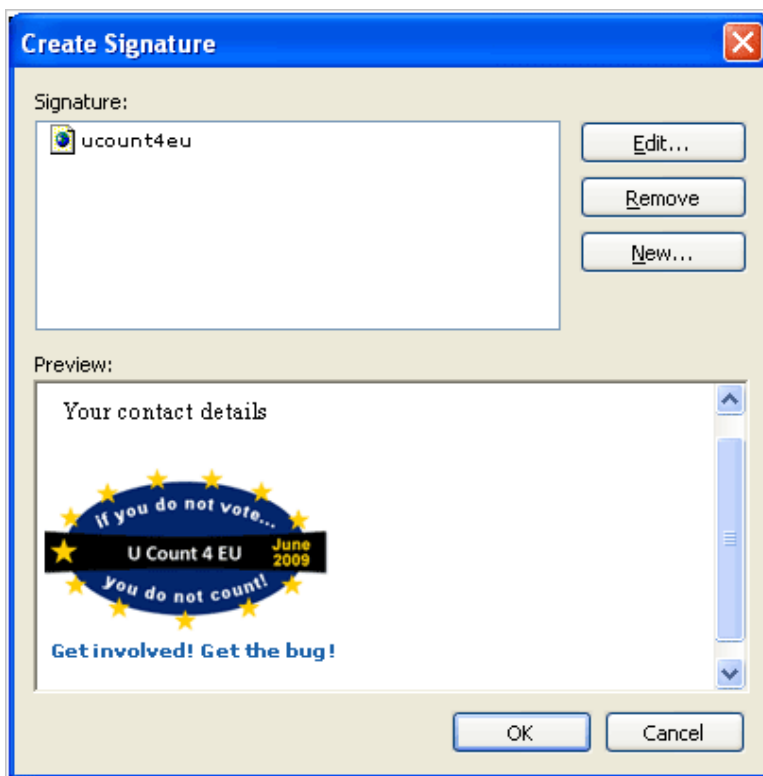 Create Signature
Signature:
ucount4eu
Edit...
Remove
New...
Preview:
Your contact details
if you do not vote...
U Count 4 EU
June
2009
you do not count!
Get involved! Get the bug!
OK
Cancel